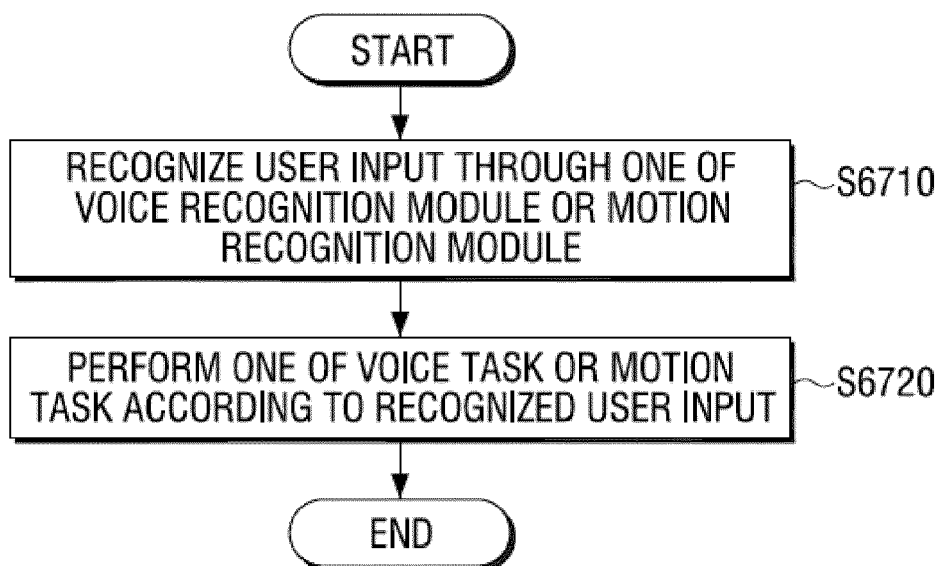 START
RECOGNIZE USER INPUT THROUGH ONE OF
VOICE RECOGNITION MODULE OR MOTION
RECOGNITION MODULE
S6710
PERFORM ONE OF VOICE TASK OR MOTION
TASK ACCORDING TO RECOGNIZED USER INPUT
S6720
END